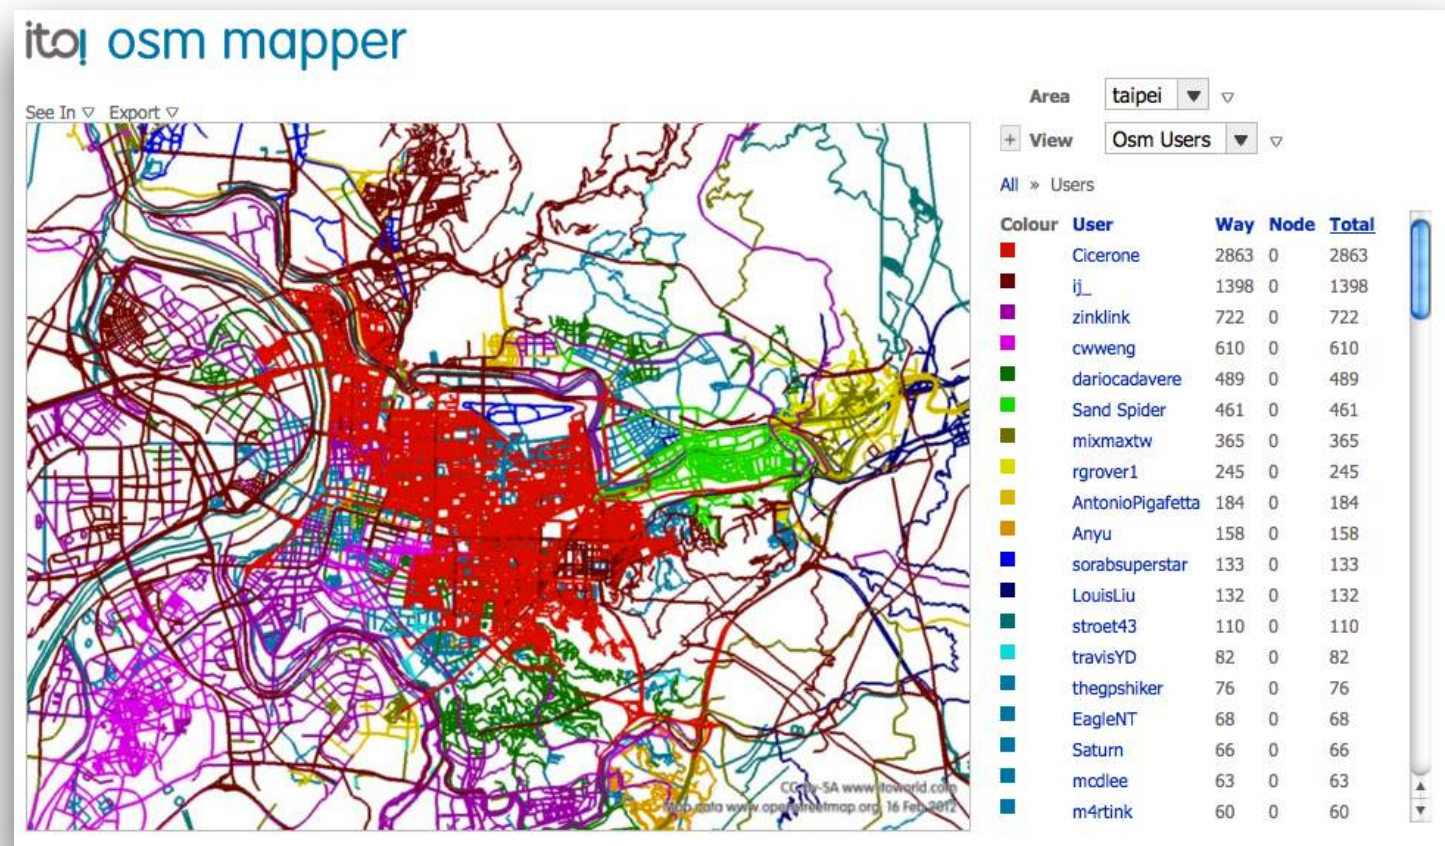 ito! osm mapper
See In ▽ Export ▽
Area taipei
+ View Osm Users
All » Users
Colour User Way Node Total
Cicerone 2863 0 2863
ij_ 1398 0 1398
zinklink 722 0 722
cwweng 610 0 610
dariocadavere 489 0 489
Sand Spider 461 0 461
mixmaxtw 365 0 365
rgrover1 245 0 245
AntonioPigafetta 184 0 184
Anyu 158 0 158
sorabsuperstar 133 0 133
LouisLiu 132 0 132
stroet43 110 0 110
travisYD 82 0 82
thegpshiker 76 0 76
EagleNT 68 0 68
Saturn 66 0 66
mcdlee 63 0 63
m4rtink 60 0 60
CC-by-SA www.itoworld.com
Map data www.openstreetmap.org 16 Feb 2012